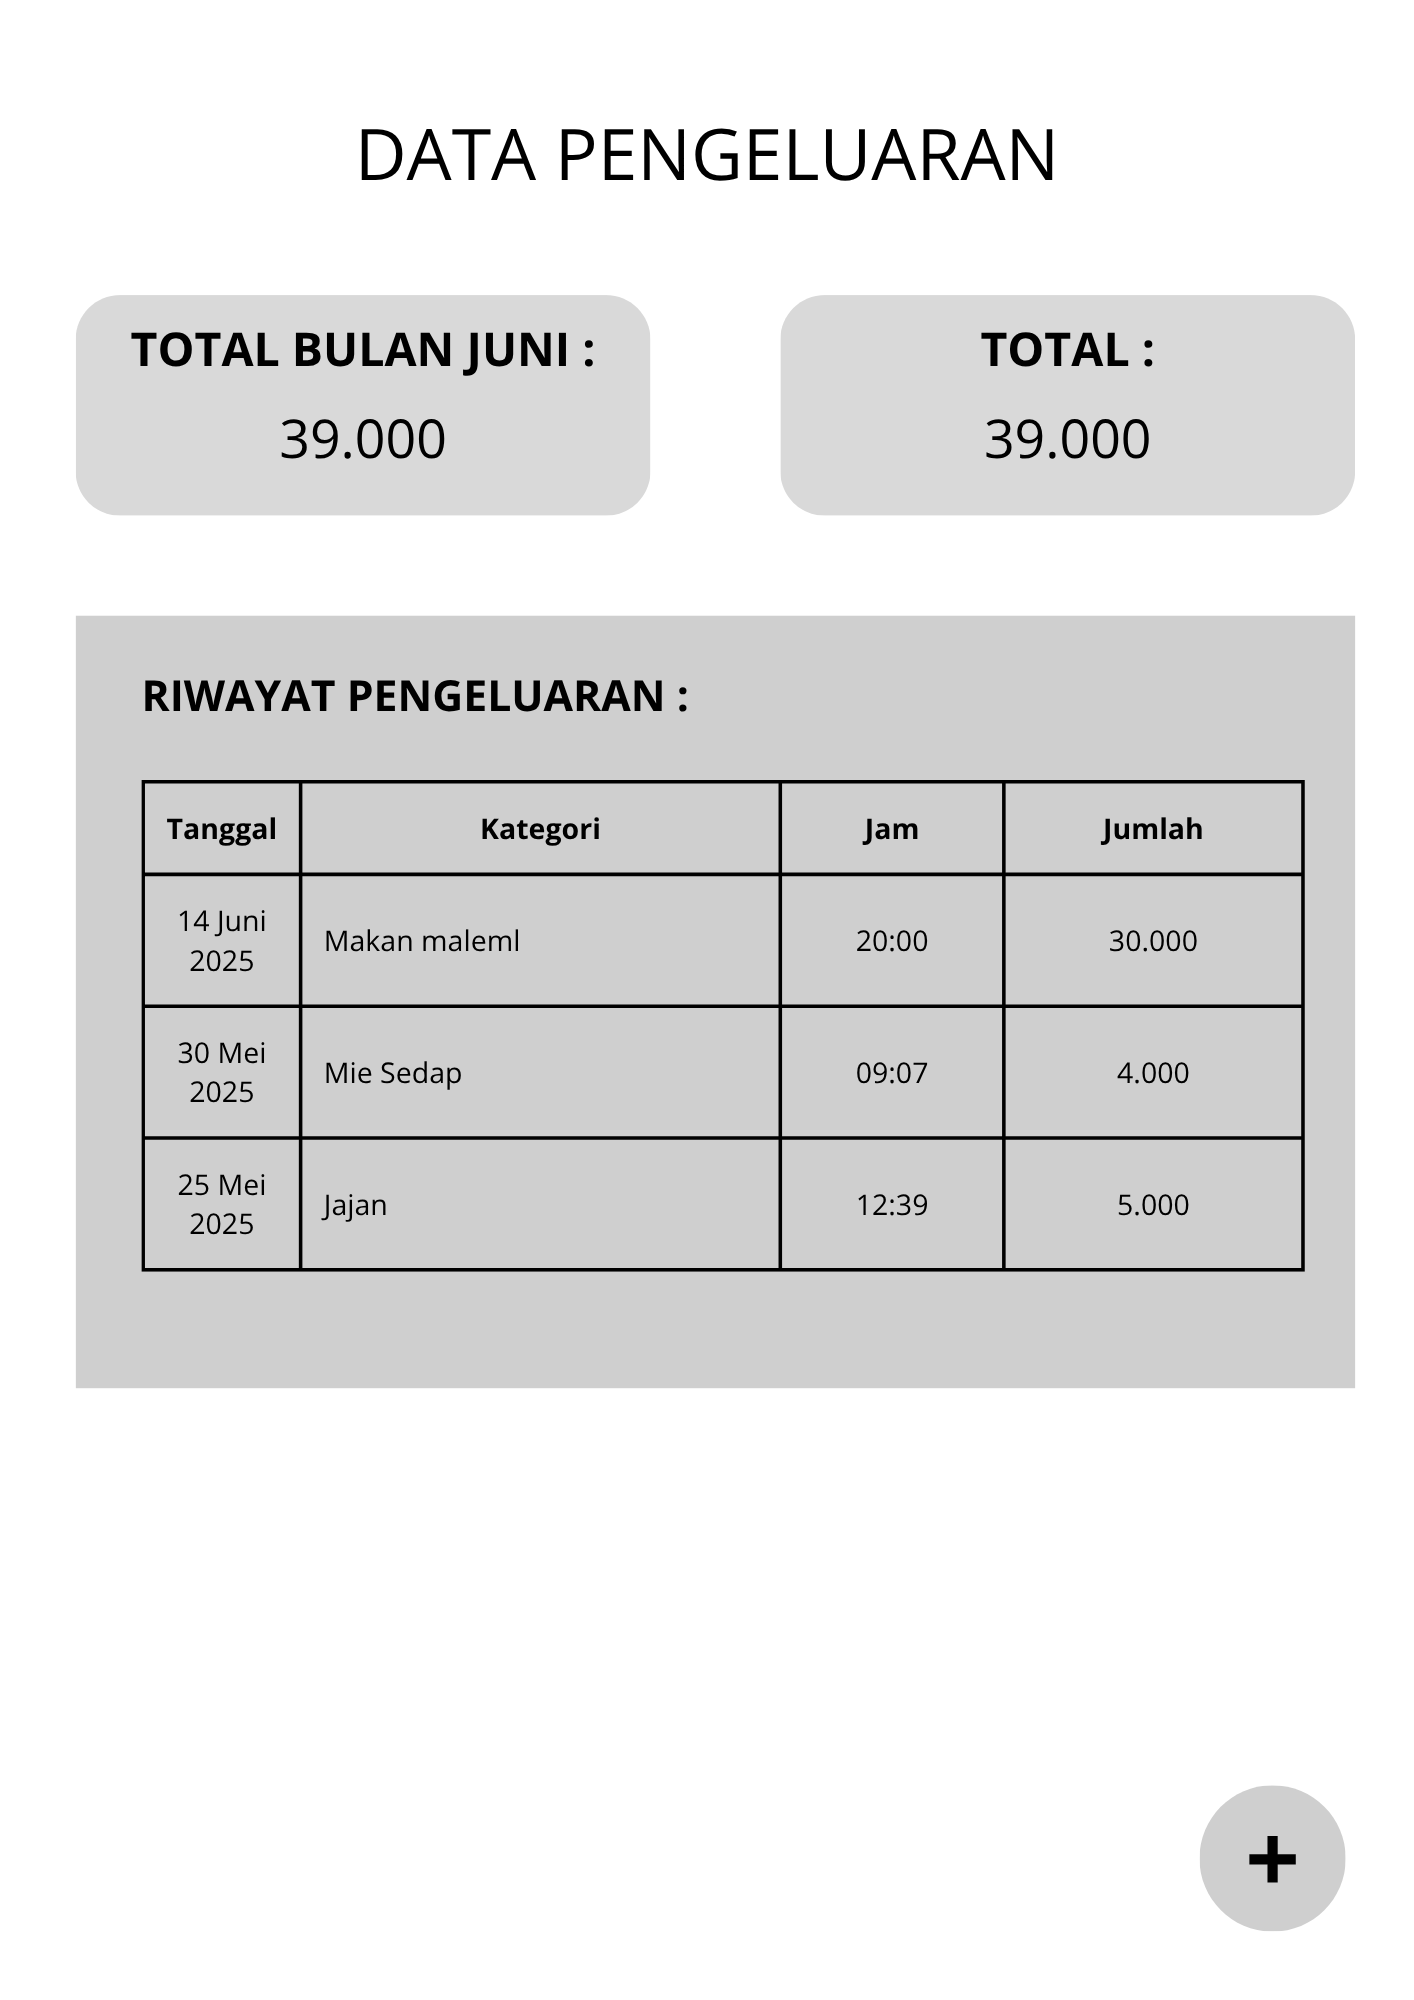 DATA PENGELUARAN
TOTAL BULAN JUNI :
39.000
TOTAL :
39.000
RIWAYAT PENGELUARAN :
Tanggal Kategori Jam Jumlah
14 Juni 2025 Makan maleml 20:00 30.000
30 Mei 2025 Mie Sedap 09:07 4.000
25 Mei 2025 Jajan 12:39 5.000
+